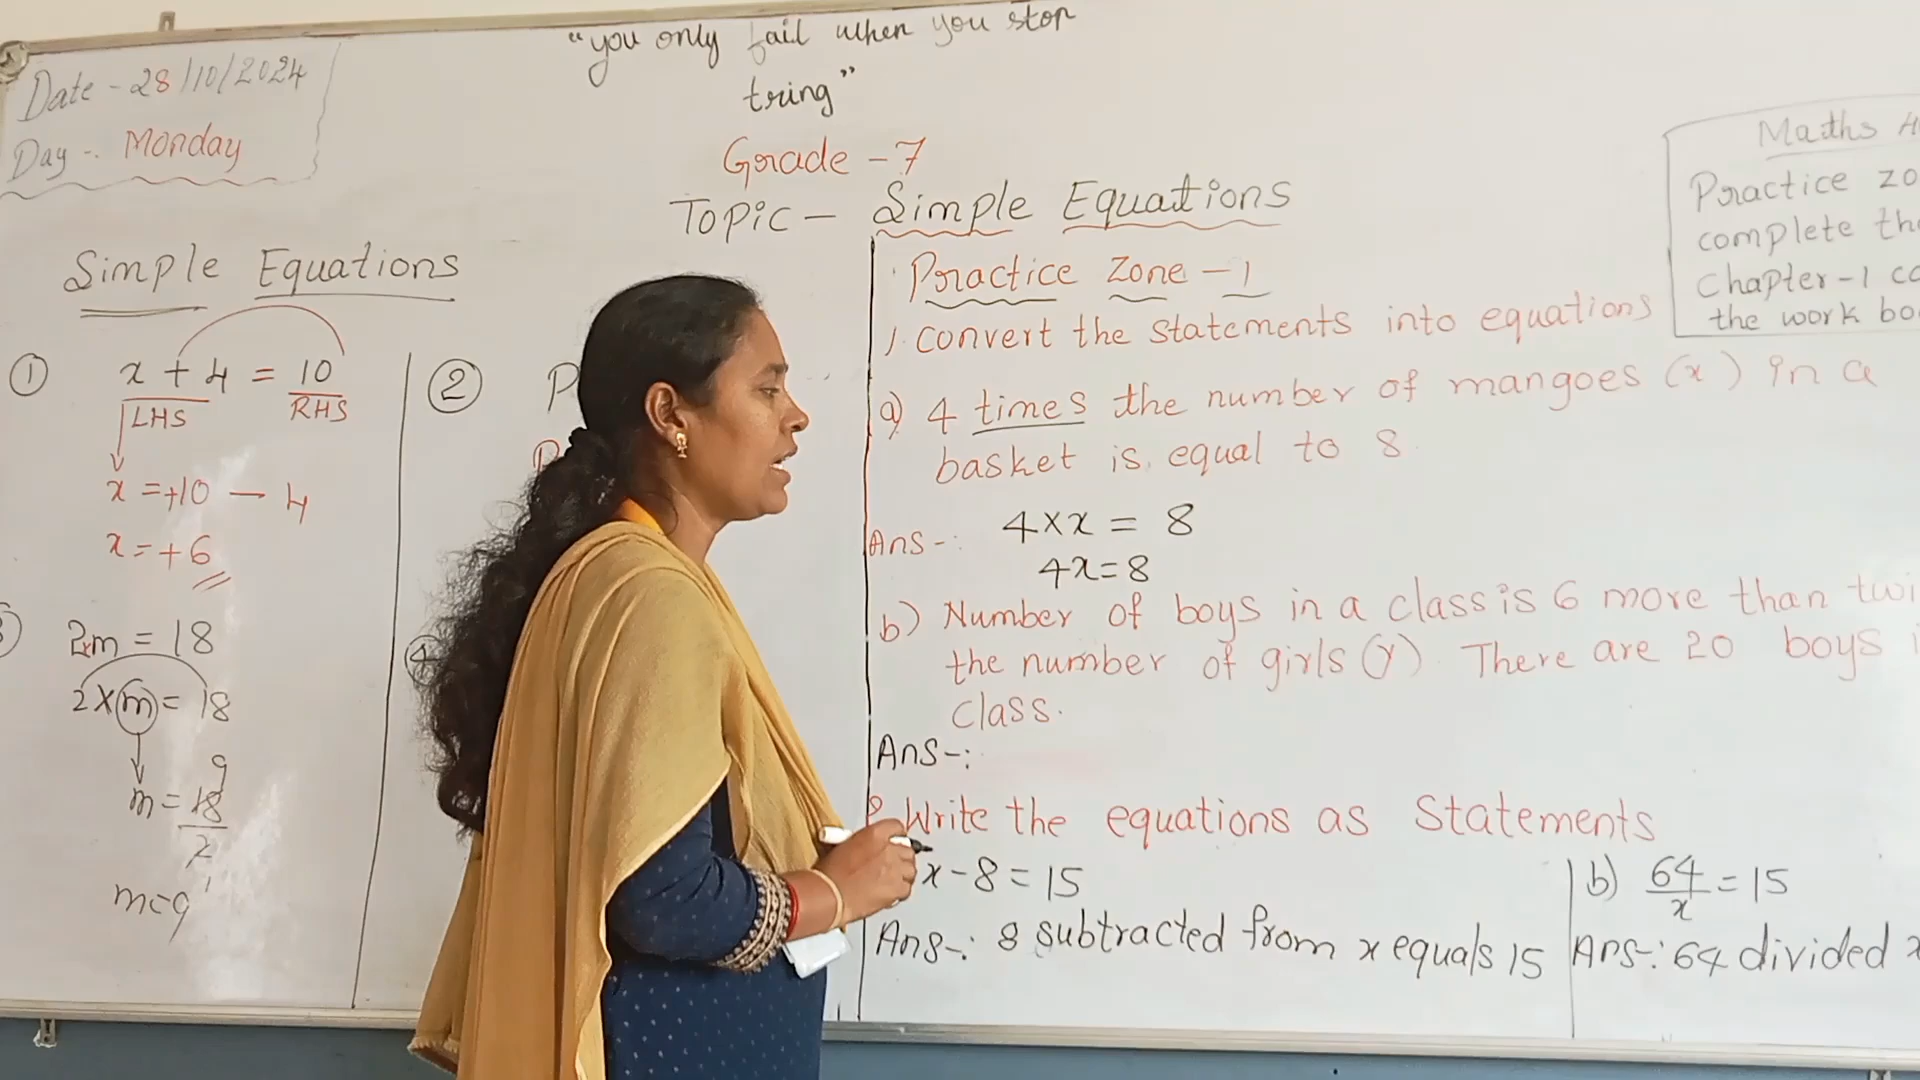 "you only fail when you stop
tring"
Date - 28/10/2024
Day -. Monday
Grade - 7
Topic - Simple Equations
Simple Equations
① x + 4 = 10
LHS RHS
x = +10 - 4
x = + 6
2×m = 18
2 × m = 18
9
m = 18
2
1
m = 9
②
④
Practice Zone - 1
1. convert the statements into equations
a) 4 times the number of mangoes (x) in a
basket is equal to 8.
Ans -: 4 × x = 8
4x = 8
b) Number of boys in a class is 6 more than
the number of girls (y). There are 20 boys
class.
Ans -:
2 Write the equations as statements
x - 8 = 15
Ans -: 8 subtracted from x equals 15
b) 64/x = 15
Ans -: 64 divided
Maths
Practice
complete
Chapter - 1
the work